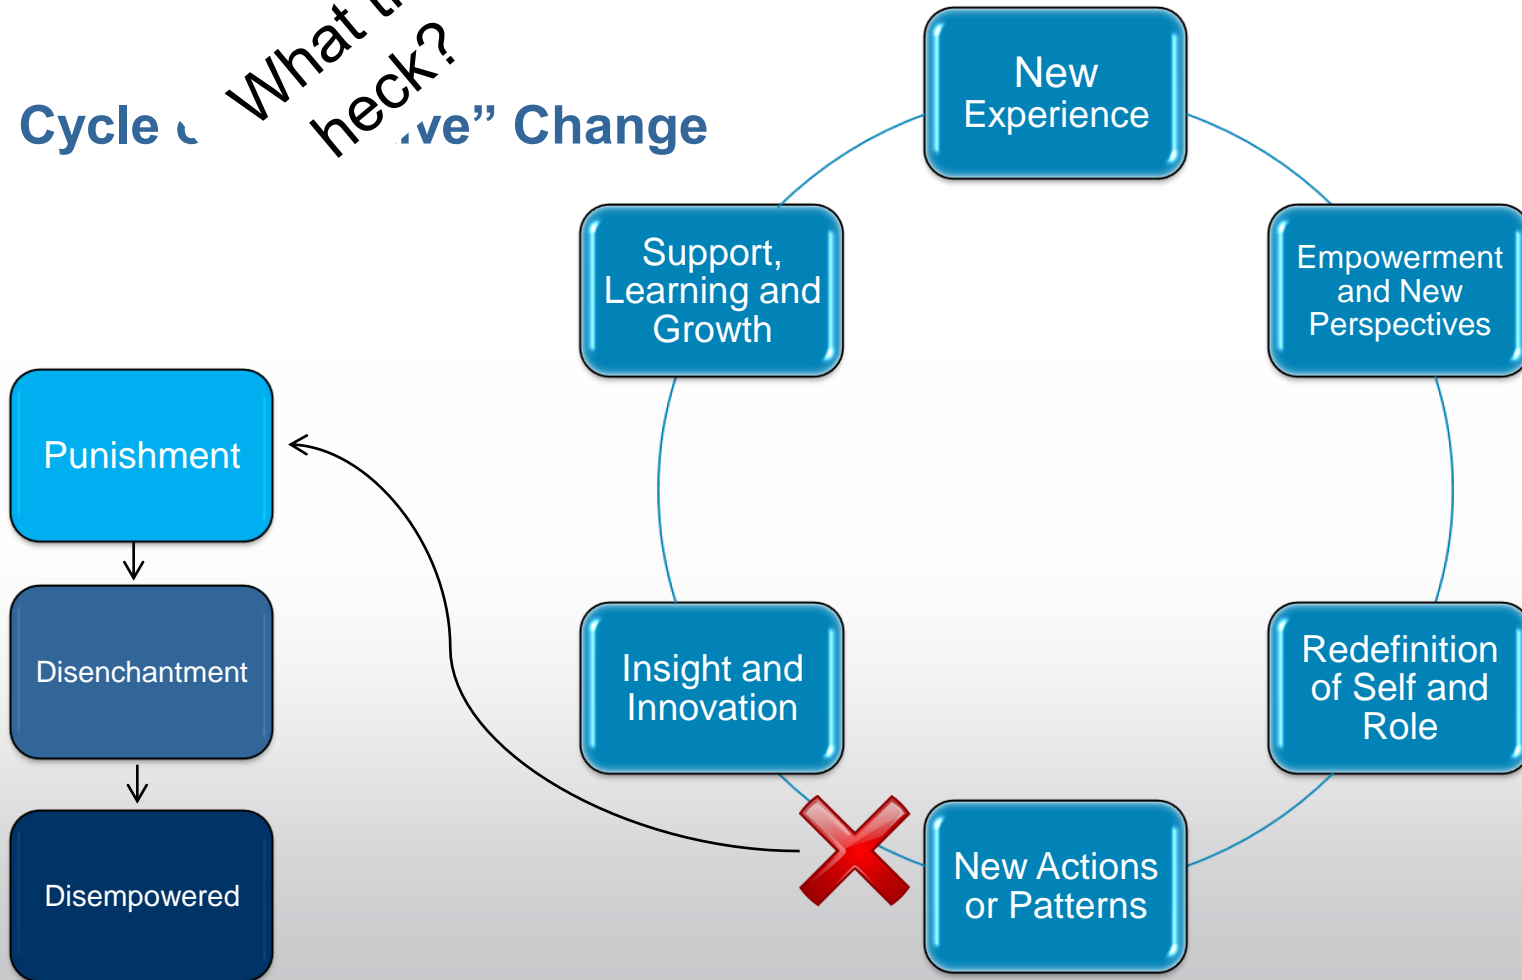 What
heck?
Cycle ve” Change
New
Experience
Support,
Learning and
Growth
Empowerment
and New
Perspectives
Punishment
Disenchantment
Disempowered
Insight and
Innovation
Redefinition
of Self and
Role
New Actions
or Patterns